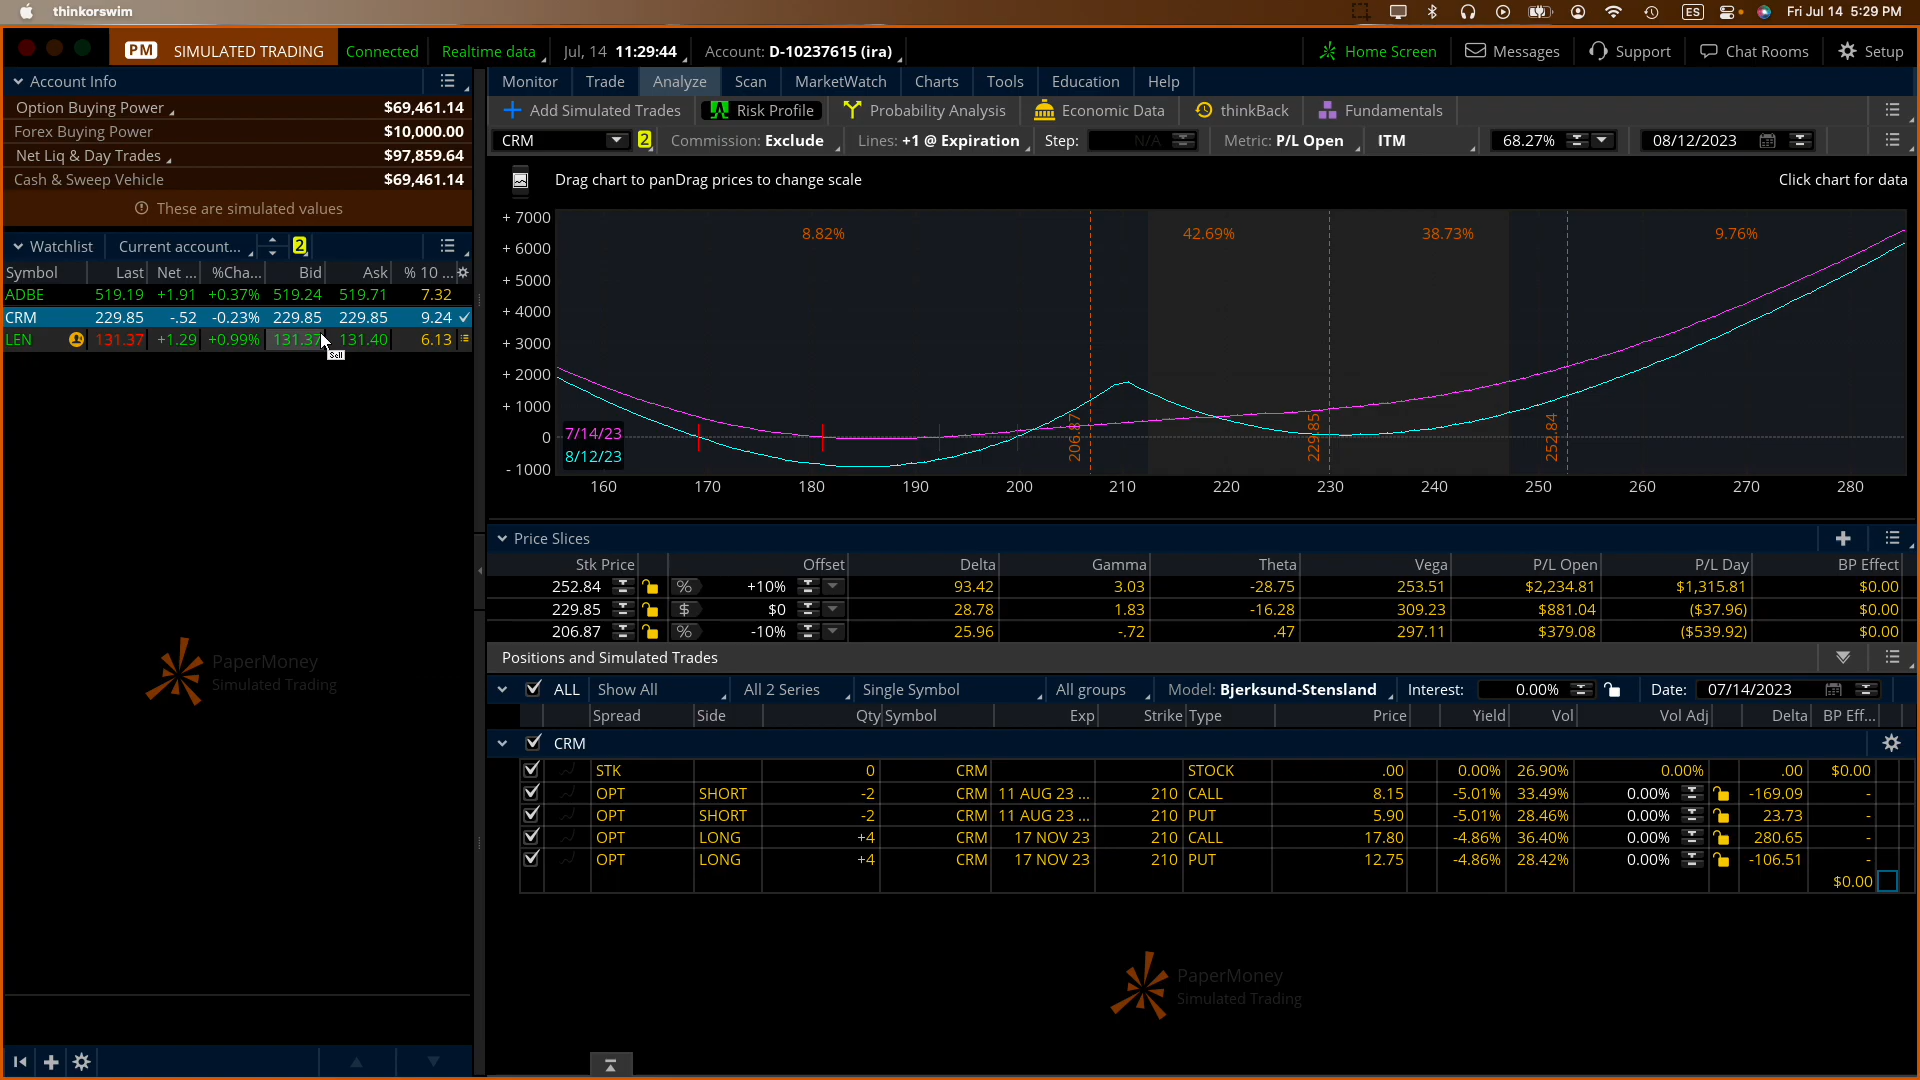 thinkorswim
ES
Fri Jul 14 5:29 PM
PM SIMULATED TRADING Connected Realtime data Jul, 14 11:29:44 Account: D-10237615 (ira) Home Screen Messages Support Chat Rooms Setup
Account Info
Option Buying Power $69,461.14
Forex Buying Power $10,000.00
Net Liq & Day Trades $97,859.64
Cash & Sweep Vehicle $69,461.14
These are simulated values
Watchlist Current account... 2
Symbol Last Net ... %Cha... Bid Ask % 10 ...
ADBE 519.19 +1.91 +0.37% 519.24 519.71 7.32
CRM 229.85 -.52 -0.23% 229.85 229.85 9.24
LEN 131.37 +1.29 +0.99% 131.37 131.40 6.13
Sell
PaperMoney
Simulated Trading
Monitor Trade Analyze Scan MarketWatch Charts Tools Education Help
Add Simulated Trades Risk Profile Probability Analysis Economic Data thinkBack Fundamentals
CRM 2 Commission: Exclude Lines: +1 @ Expiration Step: N/A Metric: P/L Open ITM 68.27% 08/12/2023
Drag chart to panDrag prices to change scale Click chart for data
+ 7000
+ 6000
+ 5000
+ 4000
+ 3000
+ 2000
+ 1000
0
- 1000
8.82% 42.69% 38.73% 9.76%
206.87 229.85 252.84
7/14/23
8/12/23
160 170 180 190 200 210 220 230 240 250 260 270 280
Price Slices
Stk Price Offset Delta Gamma Theta Vega P/L Open P/L Day BP Effect
252.84 % +10% 93.42 3.03 -28.75 253.51 $2,234.81 $1,315.81 $0.00
229.85 $ $0 28.78 1.83 -16.28 309.23 $881.04 ($37.96) $0.00
206.87 % -10% 25.96 -.72 .47 297.11 $379.08 ($539.92) $0.00
Positions and Simulated Trades
ALL Show All All 2 Series Single Symbol All groups Model: Bjerksund-Stensland Interest: 0.00% Date: 07/14/2023
Spread Side Qty Symbol Exp Strike Type Price Yield Vol Vol Adj Delta BP Eff...
CRM
STK 0 CRM STOCK .00 0.00% 26.90% 0.00% .00 $0.00
OPT SHORT -2 CRM 11 AUG 23 ... 210 CALL 8.15 -5.01% 33.49% 0.00% -169.09 -
OPT SHORT -2 CRM 11 AUG 23 ... 210 PUT 5.90 -5.01% 28.46% 0.00% 23.73 -
OPT LONG +4 CRM 17 NOV 23 210 CALL 17.80 -4.86% 36.40% 0.00% 280.65 -
OPT LONG +4 CRM 17 NOV 23 210 PUT 12.75 -4.86% 28.42% 0.00% -106.51 -
$0.00
PaperMoney
Simulated Trading